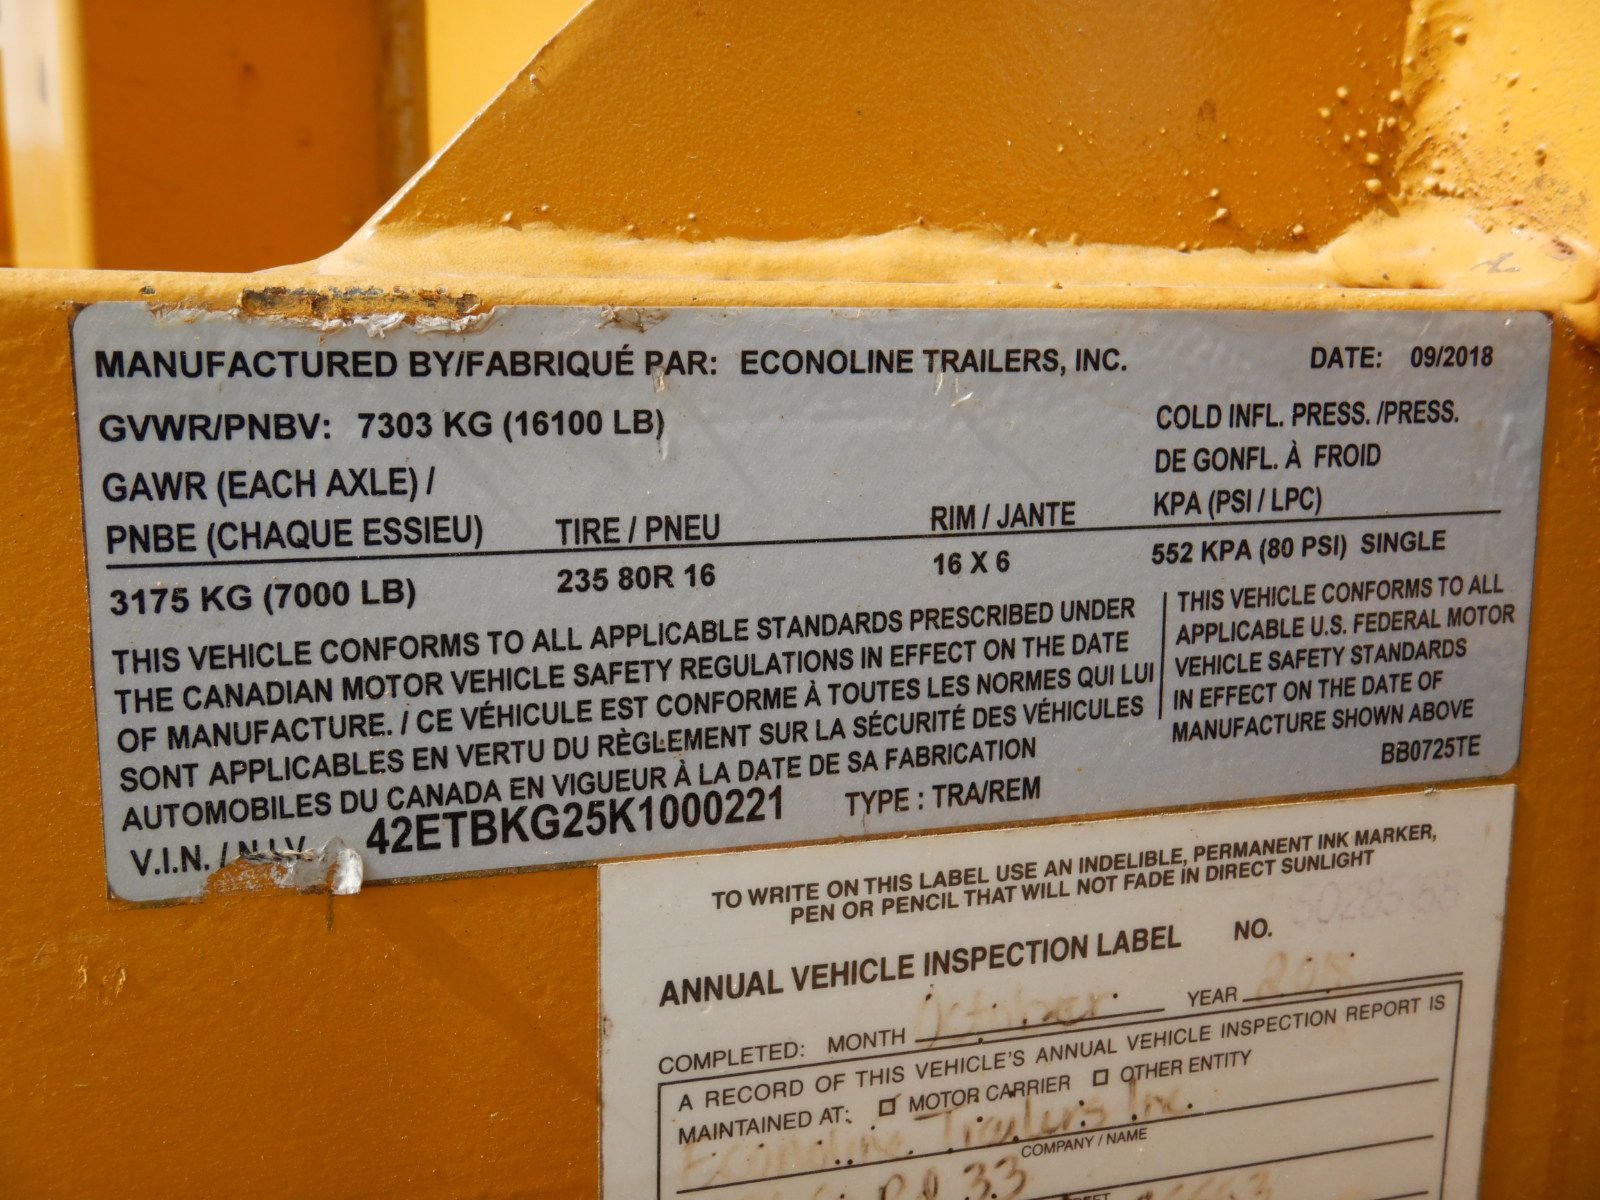 MANUFACTURED BY/FABRIQUÉ PAR: ECONOLINE TRAILERS, INC. DATE: 09/2018
GVWR/PNBV: 7303 KG (16100 LB)
COLD INFL. PRESS. /PRESS.
DE GONFL. À FROID
KPA (PSI / LPC)
GAWR (EACH AXLE) /
PNBE (CHAQUE ESSIEU) TIRE / PNEU RIM / JANTE
3175 KG (7000 LB) 235 80R 16 16 X 6 552 KPA (80 PSI) SINGLE
THIS VEHICLE CONFORMS TO ALL APPLICABLE STANDARDS PRESCRIBED UNDER
THE CANADIAN MOTOR VEHICLE SAFETY REGULATIONS IN EFFECT ON THE DATE
OF MANUFACTURE. / CE VÉHICULE EST CONFORME À TOUTES LES NORMES QUI LUI
SONT APPLICABLES EN VERTU DU RÈGLEMENT SUR LA SÉCURITÉ DES VÉHICULES
AUTOMOBILES DU CANADA EN VIGUEUR À LA DATE DE SA FABRICATION
THIS VEHICLE CONFORMS TO ALL
APPLICABLE U.S. FEDERAL MOTOR
VEHICLE SAFETY STANDARDS
IN EFFECT ON THE DATE OF
MANUFACTURE SHOWN ABOVE
BB0725TE
V.I.N. / N.I.V. 42ETBKG25K1000221 TYPE : TRA/REM
TO WRITE ON THIS LABEL USE AN INDELIBLE, PERMANENT INK MARKER,
PEN OR PENCIL THAT WILL NOT FADE IN DIRECT SUNLIGHT
ANNUAL VEHICLE INSPECTION LABEL NO.
COMPLETED: MONTH October YEAR 2018
A RECORD OF THIS VEHICLE'S ANNUAL VEHICLE INSPECTION REPORT IS
MAINTAINED AT: MOTOR CARRIER OTHER ENTITY
Econoline Trailers Inc.
COMPANY / NAME
Rd 33